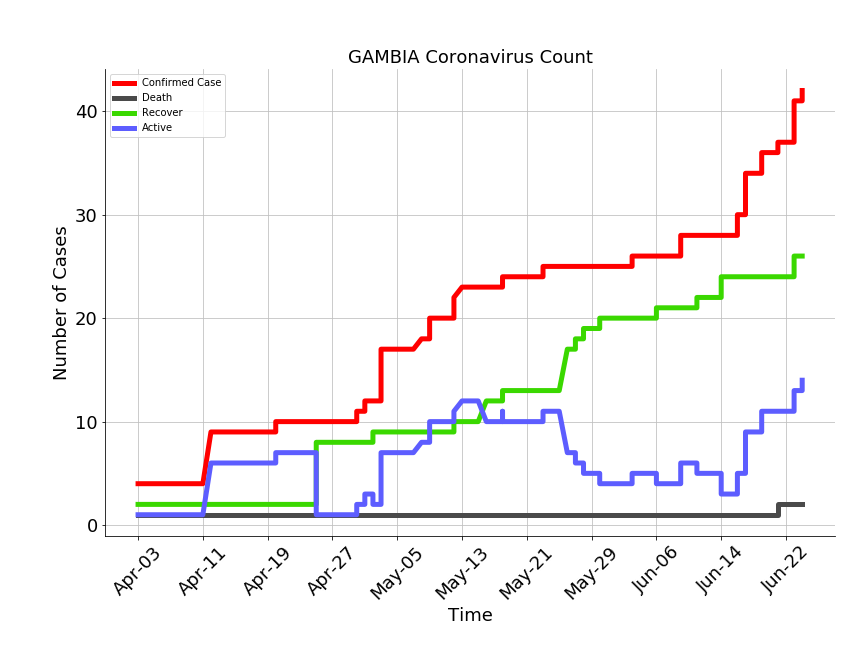 GAMBIA Coronavirus Count
Confirmed Case
Death
Recover
Active
Number of Cases
40
30
20
10
0
Apr-03
Apr-11
Apr-19
Apr-27
May-05
May-13
May-21
May-29
Jun-06
Jun-14
Jun-22
Time